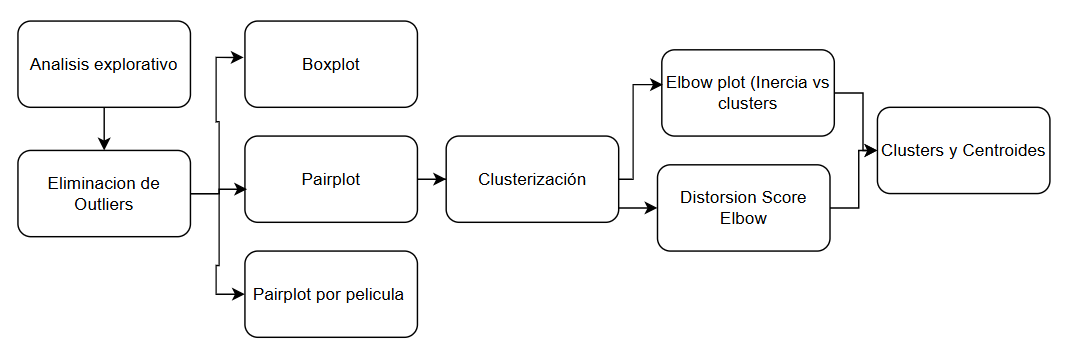 Analisis explorativo
Eliminacion de
Outliers
Boxplot
Pairplot
Pairplot por pelicula
Clusterización
Elbow plot (Inercia vs
clusters
Distorsion Score
Elbow
Clusters y Centroides